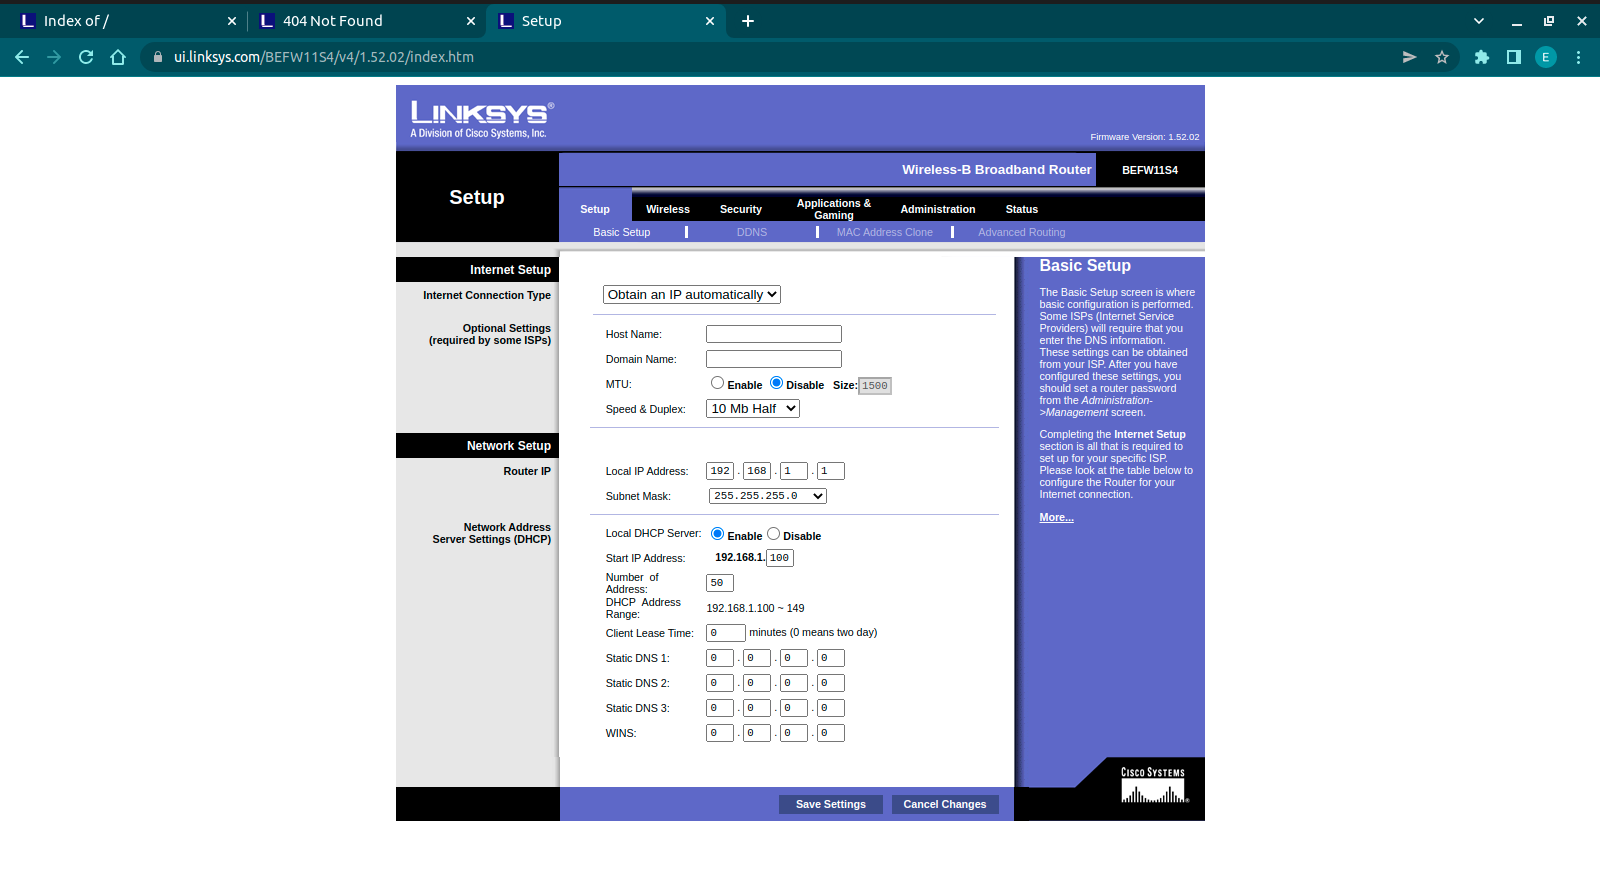 Index of /
404 Not Found
Setup
ui.linksys.com/BEFW11S4/v4/1.52.02/index.htm
E
LINKSYS®
A Division of Cisco Systems, Inc.
Firmware Version: 1.52.02
Wireless-B Broadband Router
BEFW11S4
Setup
Setup
Wireless
Security
Applications &
Gaming
Administration
Status
Basic Setup
DDNS
MAC Address Clone
Advanced Routing
Internet Setup
Internet Connection Type
Obtain an IP automatically
Optional Settings
(required by some ISPs)
Host Name:
Domain Name:
MTU: Enable Disable Size: 1500
Speed & Duplex: 10 Mb Half
Network Setup
Router IP
Local IP Address: 192 . 168 . 1 . 1
Subnet Mask: 255.255.255.0
Network Address
Server Settings (DHCP)
Local DHCP Server: Enable Disable
Start IP Address: 192.168.1. 100
Number of
Address: 50
DHCP Address
Range: 192.168.1.100 ~ 149
Client Lease Time: 0 minutes (0 means two day)
Static DNS 1: 0 . 0 . 0 . 0
Static DNS 2: 0 . 0 . 0 . 0
Static DNS 3: 0 . 0 . 0 . 0
WINS: 0 . 0 . 0 . 0
Basic Setup
The Basic Setup screen is where
basic configuration is performed.
Some ISPs (Internet Service
Providers) will require that you
enter the DNS information.
These settings can be obtained
from your ISP. After you have
configured these settings, you
should set a router password
from the Administration-
>Management screen.
Completing the Internet Setup
section is all that is required to
set up for your specific ISP.
Please look at the table below to
configure the Router for your
Internet connection.
More...
CISCO SYSTEMS
®
Save Settings
Cancel Changes